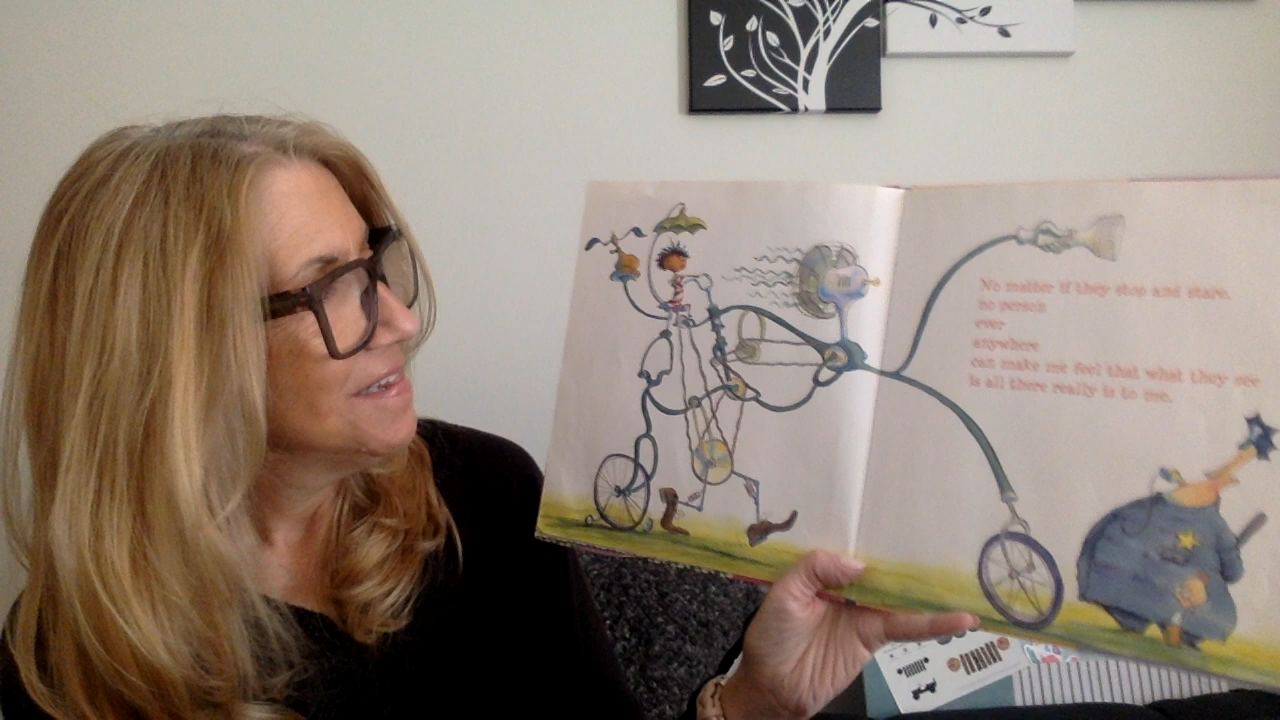 No matter if they stop and stare,
no person
ever
anywhere
can make me feel that what they see
is all there really is to me.